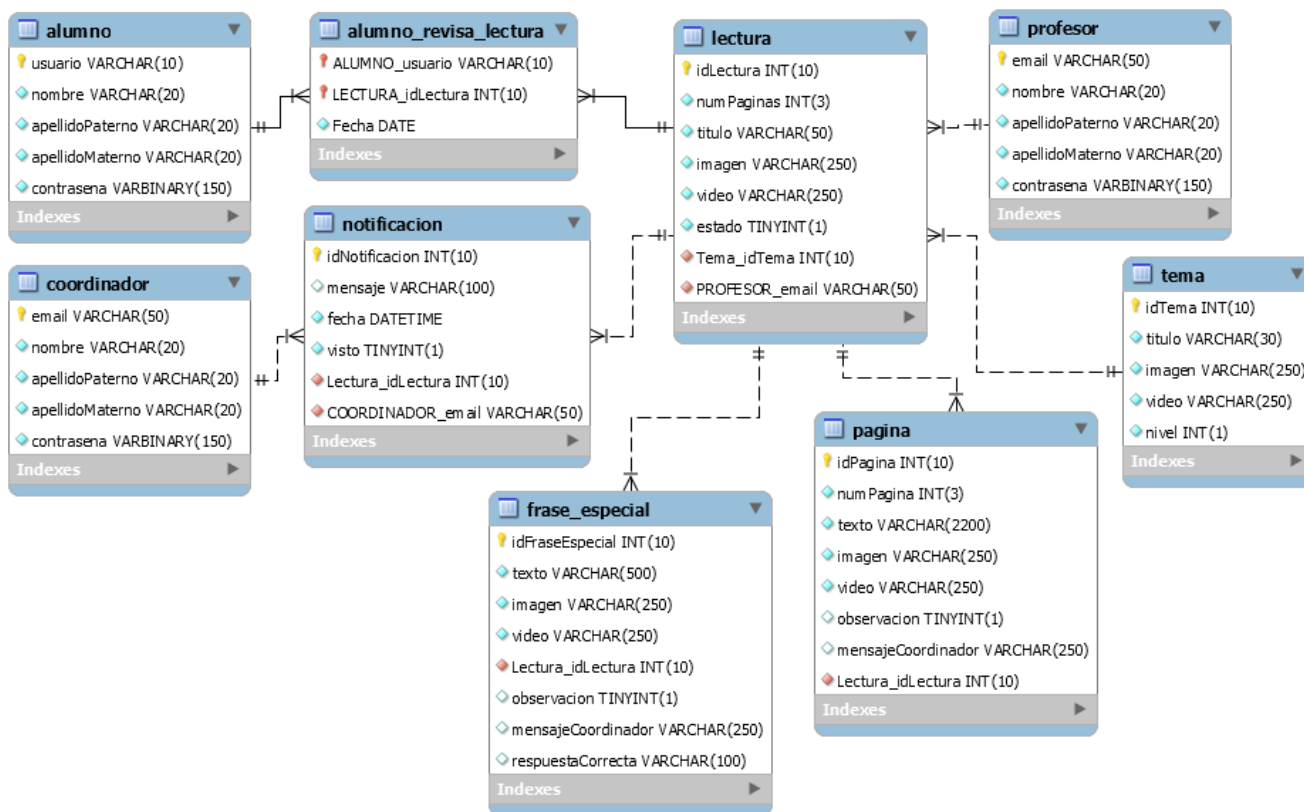 alumno
usuario VARCHAR(10)
nombre VARCHAR(20)
apellidoPaterno VARCHAR(20)
apellidoMaterno VARCHAR(20)
contrasena VARBINARY(150)
Indexes
alumno_revisa_lectura
ALUMNO_usuario VARCHAR(10)
LECTURA_idLectura INT(10)
Fecha DATE
Indexes
lectura
idLectura INT(10)
numPaginas INT(3)
titulo VARCHAR(50)
imagen VARCHAR(250)
video VARCHAR(250)
estado TINYINT(1)
Tema_idTema INT(10)
PROFESOR_email VARCHAR(50)
Indexes
profesor
email VARCHAR(50)
nombre VARCHAR(20)
apellidoPaterno VARCHAR(20)
apellidoMaterno VARCHAR(20)
contrasena VARBINARY(150)
Indexes
coordinador
email VARCHAR(50)
nombre VARCHAR(20)
apellidoPaterno VARCHAR(20)
apellidoMaterno VARCHAR(20)
contrasena VARBINARY(150)
Indexes
notificacion
idNotificacion INT(10)
mensaje VARCHAR(100)
fecha DATETIME
visto TINYINT(1)
Lectura_idLectura INT(10)
COORDINADOR_email VARCHAR(50)
Indexes
tema
idTema INT(10)
titulo VARCHAR(30)
imagen VARCHAR(250)
video VARCHAR(250)
nivel INT(1)
Indexes
frase_especial
idFraseEspecial INT(10)
texto VARCHAR(500)
imagen VARCHAR(250)
video VARCHAR(250)
Lectura_idLectura INT(10)
observacion TINYINT(1)
mensajeCoordinador VARCHAR(250)
respuestaCorrecta VARCHAR(100)
Indexes
pagina
idPagina INT(10)
numPagina INT(3)
texto VARCHAR(2200)
imagen VARCHAR(250)
video VARCHAR(250)
observacion TINYINT(1)
mensajeCoordinador VARCHAR(250)
Lectura_idLectura INT(10)
Indexes